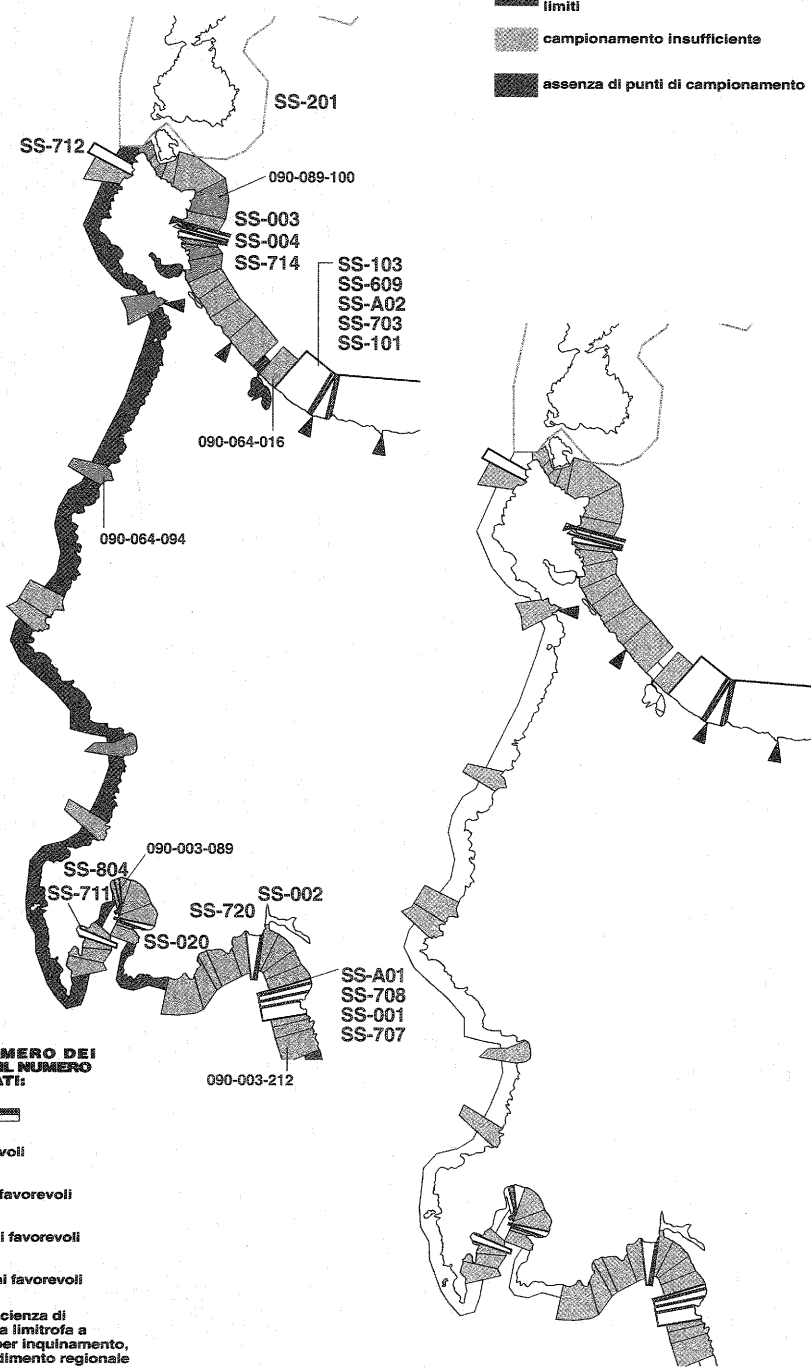 limiti
campionamento insufficiente
assenza di punti di campionamento
SS-201
SS-712
090-089-100
SS-003
SS-004
SS-714
SS-103
SS-609
SS-A02
SS-703
SS-101
090-064-016
090-064-094
090-003-089
SS-804
SS-711
SS-720
SS-002
SS-020
SS-A01
SS-708
SS-001
SS-707
090-003-212
MERO DEI
IL NUMERO
ATI:
voli
favorevoli
i favorevoli
ni favorevoli
cienza di
a limitrofa a
per inquinamento,
dimento regionale